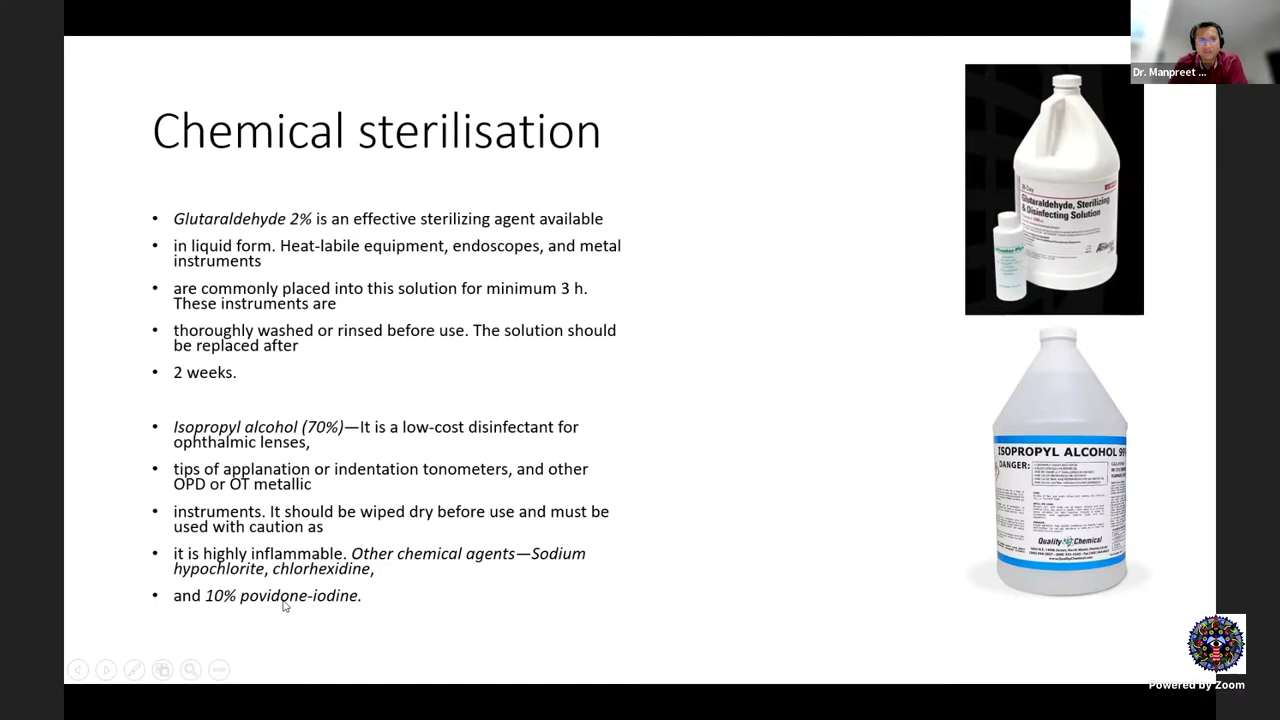 Dr. Manpreet ...
Chemical sterilisation
• Glutaraldehyde 2% is an effective sterilizing agent available
• in liquid form. Heat-labile equipment, endoscopes, and metal
instruments
• are commonly placed into this solution for minimum 3 h.
These instruments are
• thoroughly washed or rinsed before use. The solution should
be replaced after
• 2 weeks.
• Isopropyl alcohol (70%)—It is a low-cost disinfectant for
ophthalmic lenses,
• tips of applanation or indentation tonometers, and other
OPD or OT metallic
• instruments. It should be wiped dry before use and must be
used with caution as
• it is highly inflammable. Other chemical agents—Sodium
hypochlorite, chlorhexidine,
• and 10% povidone-iodine.
Glutaraldehyde, Sterilizing
& Disinfecting Solution
ISOPROPYL ALCOHOL 99
DANGER:
Quality Chemical
Powered by Zoom